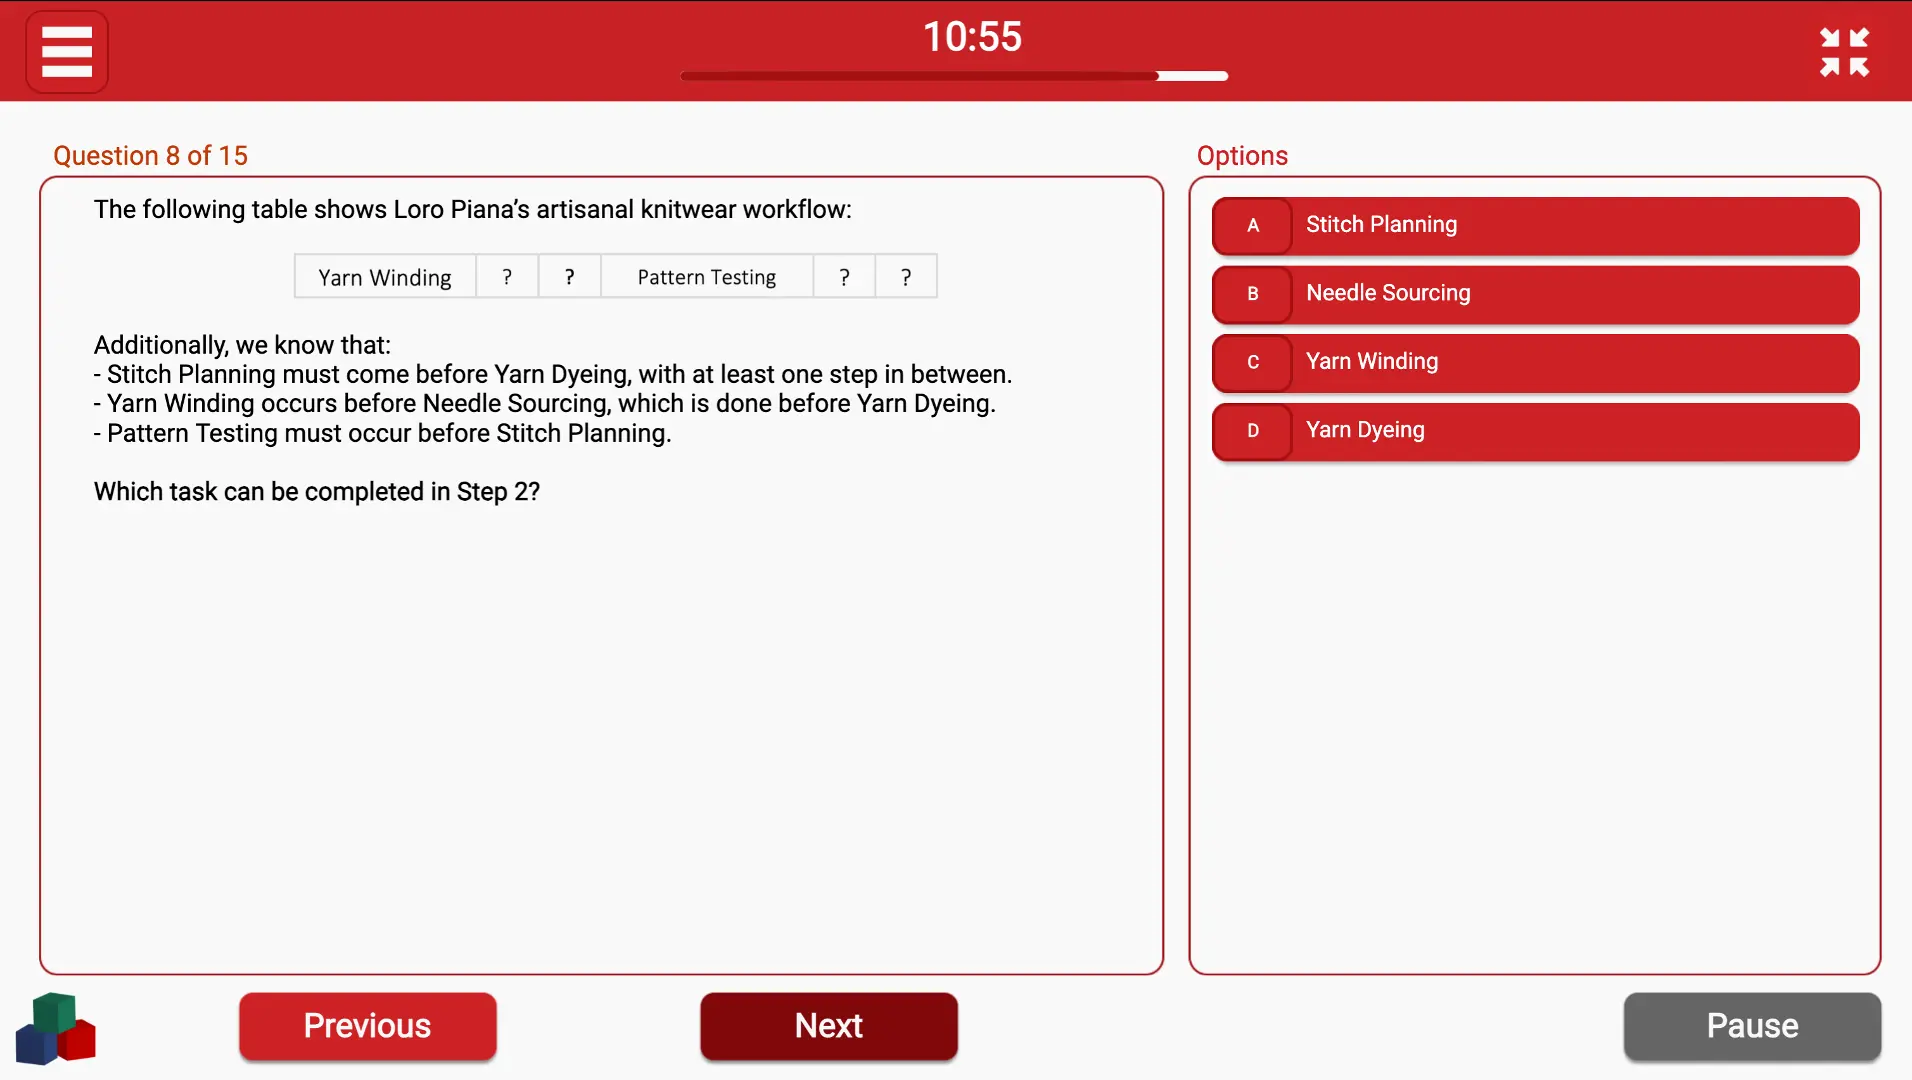 10:55
Question 8 of 15
The following table shows Loro Piana’s artisanal knitwear workflow:
Yarn Winding ? ? Pattern Testing ? ?
Additionally, we know that:
- Stitch Planning must come before Yarn Dyeing, with at least one step in between.
- Yarn Winding occurs before Needle Sourcing, which is done before Yarn Dyeing.
- Pattern Testing must occur before Stitch Planning.
Which task can be completed in Step 2?
Options
A Stitch Planning
B Needle Sourcing
C Yarn Winding
D Yarn Dyeing
Previous
Next
Pause